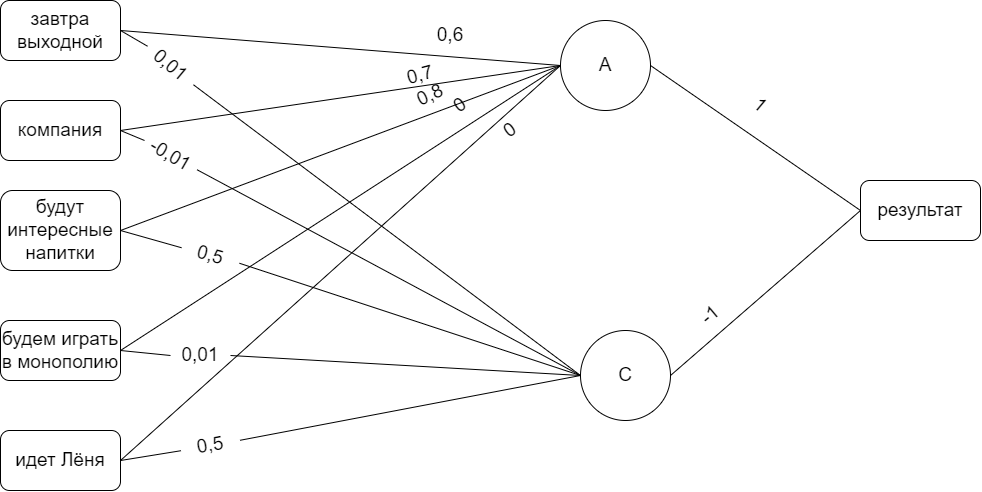 завтра
выходной
0,6
0,01
А
компания
0,7
0,8
0
0
1
-0,01
будут
интересные
напитки
0,5
результат
будем играть
в монополию
0,01
-1
С
идет Лёня
0,5